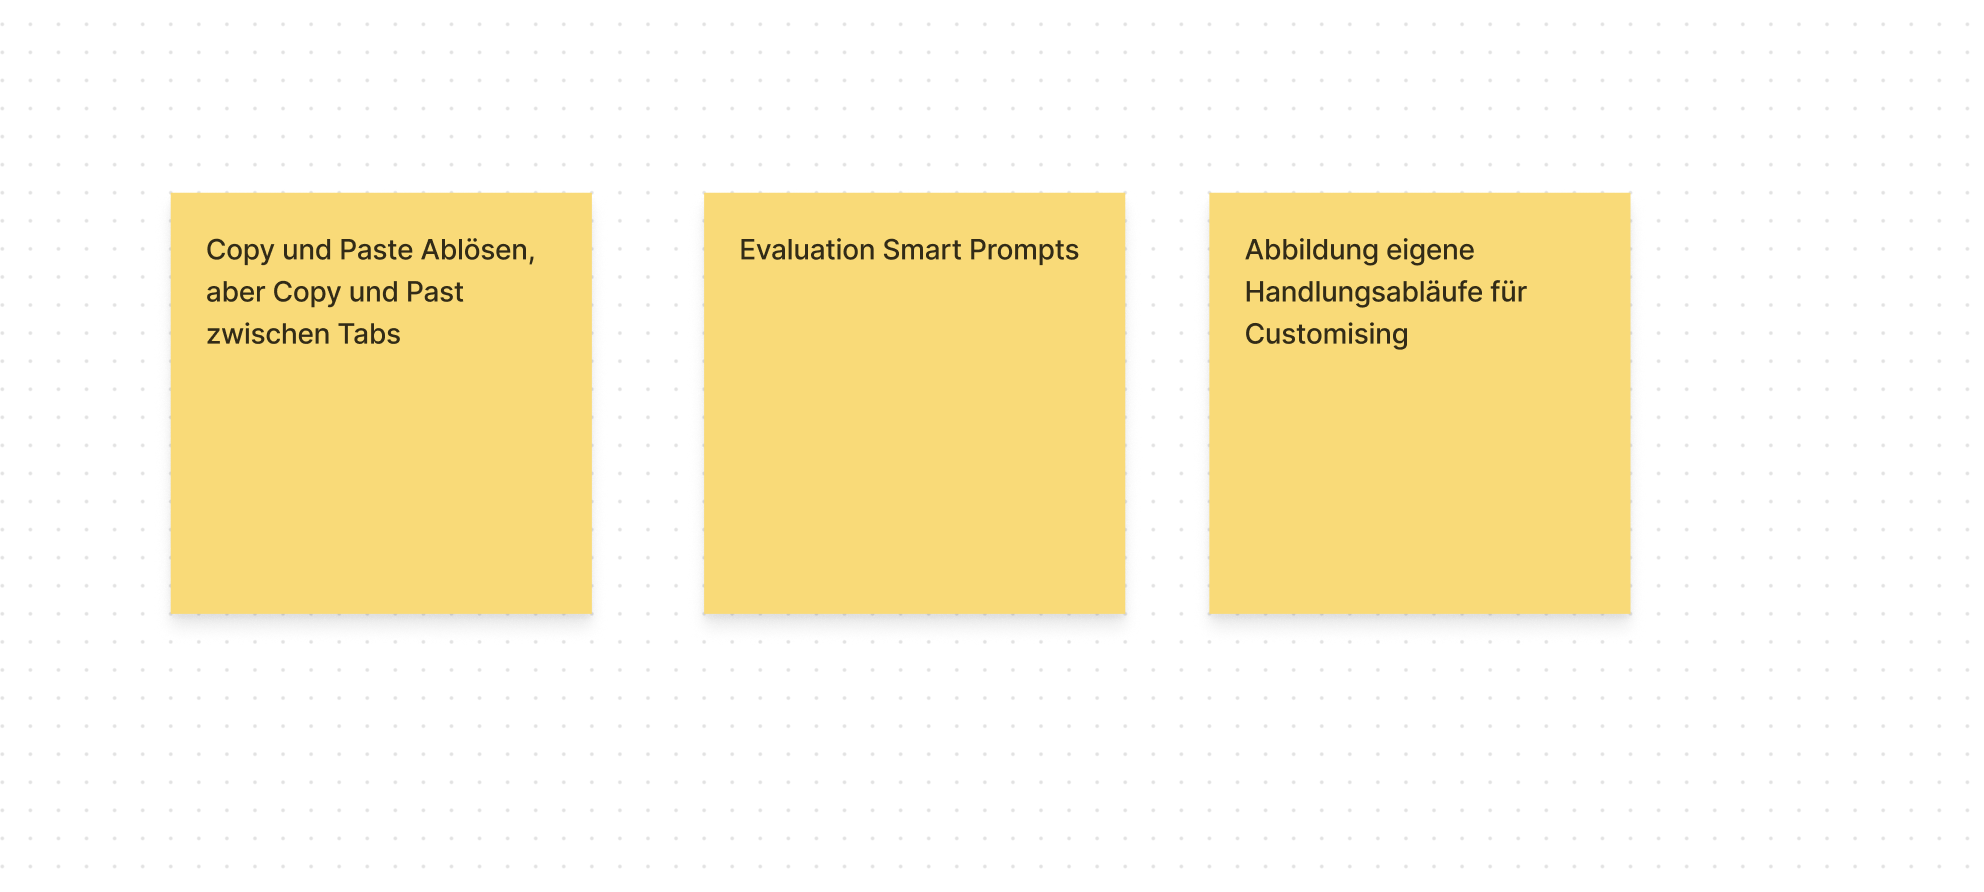 Copy und Paste Ablösen,
aber Copy und Past
zwischen Tabs
Evaluation Smart Prompts
Abbildung eigene
Handlungsabläufe für
Customising